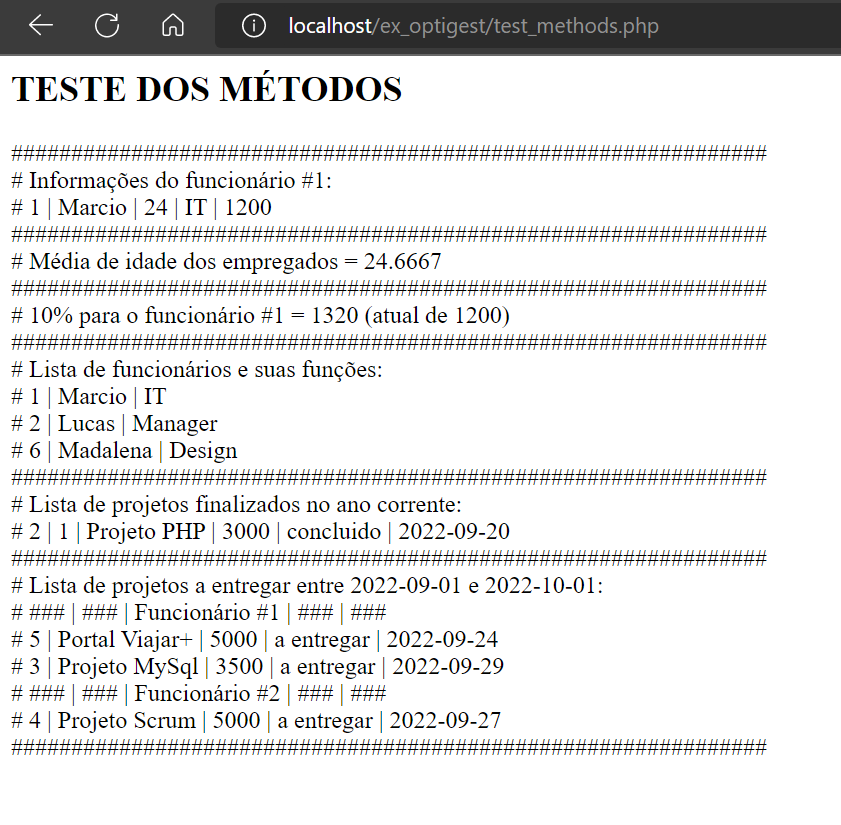 localhost/ex_optigest/test_methods.php
TESTE DOS MÉTODOS
###############################################################
# Informações do funcionário #1:
# 1 | Marcio | 24 | IT | 1200
###############################################################
# Média de idade dos empregados = 24.6667
###############################################################
# 10% para o funcionário #1 = 1320 (atual de 1200)
###############################################################
# Lista de funcionários e suas funções:
# 1 | Marcio | IT
# 2 | Lucas | Manager
# 6 | Madalena | Design
###############################################################
# Lista de projetos finalizados no ano corrente:
# 2 | 1 | Projeto PHP | 3000 | concluido | 2022-09-20
###############################################################
# Lista de projetos a entregar entre 2022-09-01 e 2022-10-01:
# ### | ### | Funcionário #1 | ### | ###
# 5 | Portal Viajar+ | 5000 | a entregar | 2022-09-24
# 3 | Projeto MySql | 3500 | a entregar | 2022-09-29
# ### | ### | Funcionário #2 | ### | ###
# 4 | Projeto Scrum | 5000 | a entregar | 2022-09-27
###############################################################